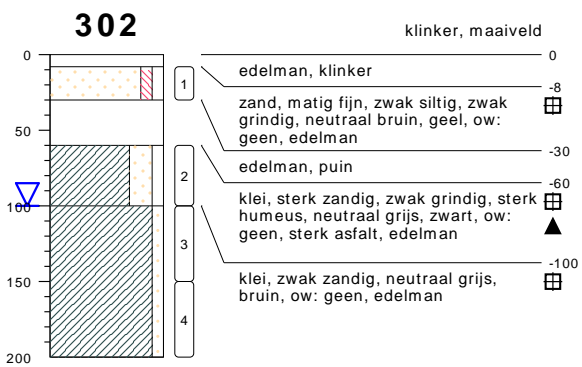 302
klinker, maaiveld
0
0
edelman, klinker
-8
1
zand, matig fijn, zwak siltig, zwak
grindig, neutraal bruin, geel, ow:
geen, edelman
50
-30
edelman, puin
-60
2
klei, sterk zandig, zwak grindig, sterk
humeus, neutraal grijs, zwart, ow:
geen, sterk asfalt, edelman
100
3
-100
klei, zwak zandig, neutraal grijs,
bruin, ow: geen, edelman
150
4
200